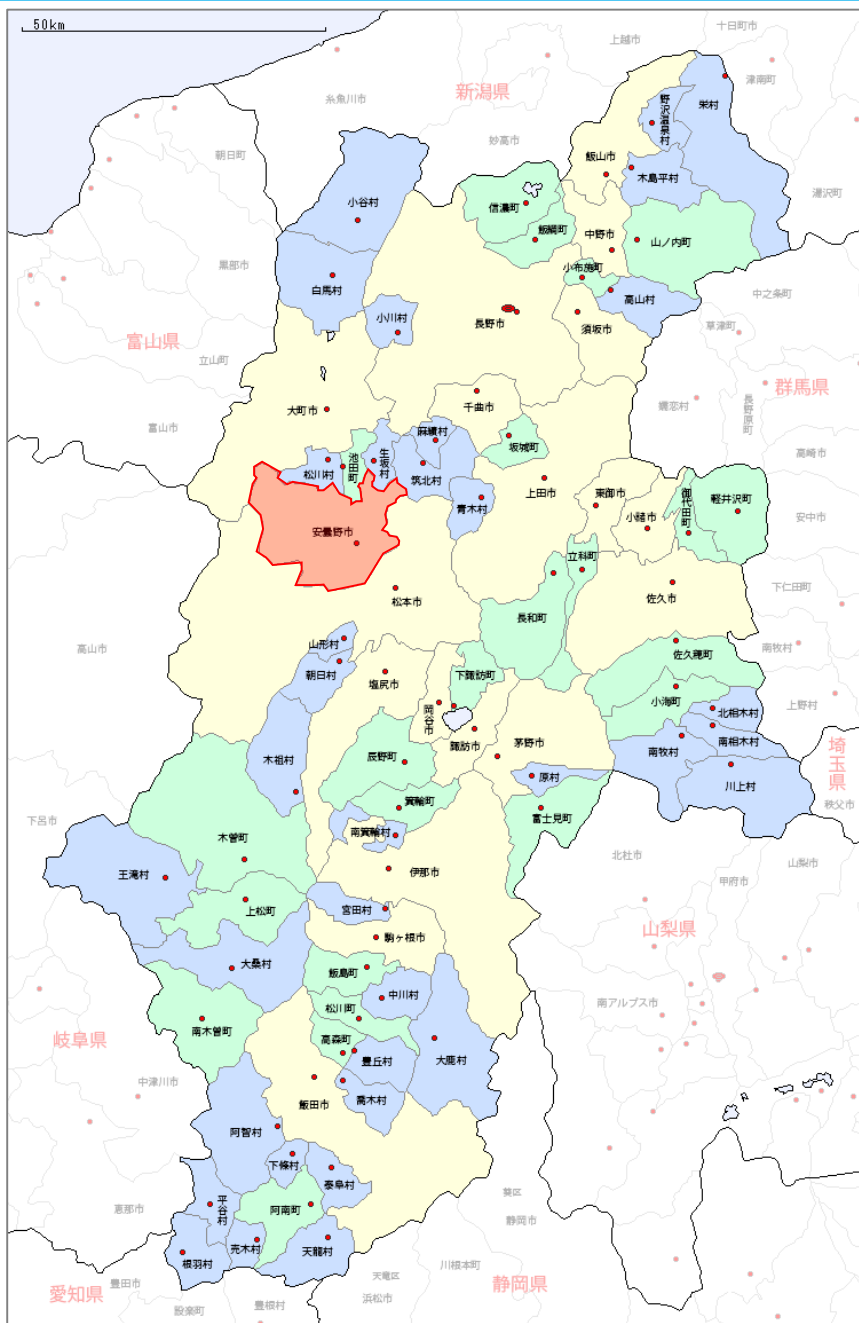 50km
十日町市
上越市
津南町
新潟県
糸魚川市
栄村
野沢温泉村
妙高市
飯山市
朝日町
木島平村
湯沢町
小谷村
信濃町
飯綱町
中野市
山ノ内町
黒部市
小布施町
白馬村
高山村
中之条町
小川村
長野市
須坂市
草津町
富山県
立山町
群馬県
嬬恋村
長野原町
大町市
千曲市
富山市
麻績村
坂城町
生坂村
池田町
高崎市
松川村
筑北村
上田市
東御市
御代田町
軽井沢町
青木村
小諸市
安中市
安曇野市
立科町
松本市
佐久市
下仁田町
長和町
山形村
高山市
佐久穂町
南牧村
朝日村
塩尻市
下諏訪町
小海町
上野村
岡谷市
北相木村
木祖村
諏訪市
茅野市
南相木村
埼玉県
辰野町
南牧村
原村
川上村
箕輪町
富士見町
秩父市
下呂市
南箕輪村
木曽町
北杜市
山梨市
王滝村
伊那市
甲府市
上松町
宮田村
山梨県
駒ヶ根市
大桑村
飯島町
中川村
南アルプス市
松川町
南木曽町
岐阜県
高森町
豊丘村
大鹿村
中津川市
飯田市
喬木村
阿智村
下條村
泰阜村
葵区
平谷村
阿南町
恵那市
静岡市
売木村
天龍村
根羽村
川根本町
天竜区
豊田市
静岡県
愛知県
浜松市
設楽町
豊根村